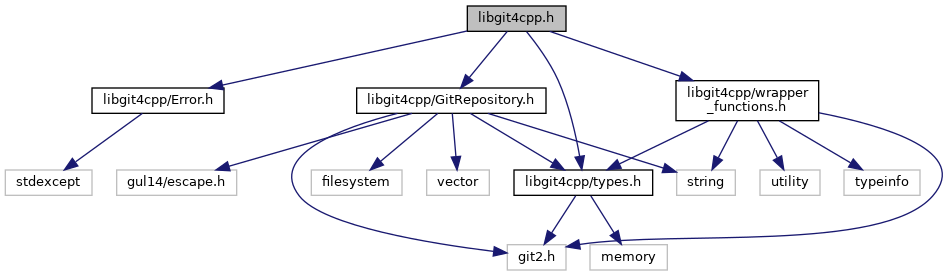 libgit4cpp.h
libgit4cpp/Error.h
libgit4cpp/GitRepository.h
libgit4cpp/wrapper
_functions.h
stdexcept
gul14/escape.h
filesystem
vector
libgit4cpp/types.h
string
utility
typeinfo
git2.h
memory